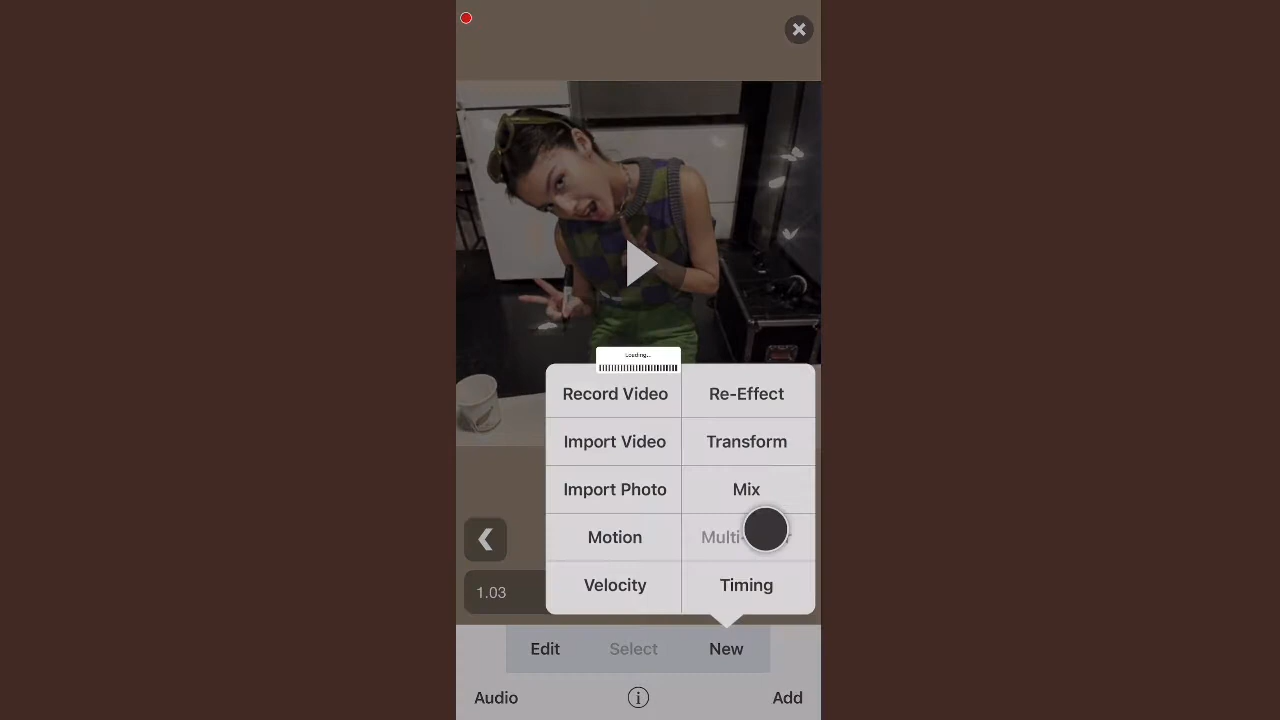 Loading...
Record Video
Re-Effect
Import Video
Transform
Import Photo
Mix
Motion
Velocity
Timing
1.03
Edit
Select
New
Audio
Add